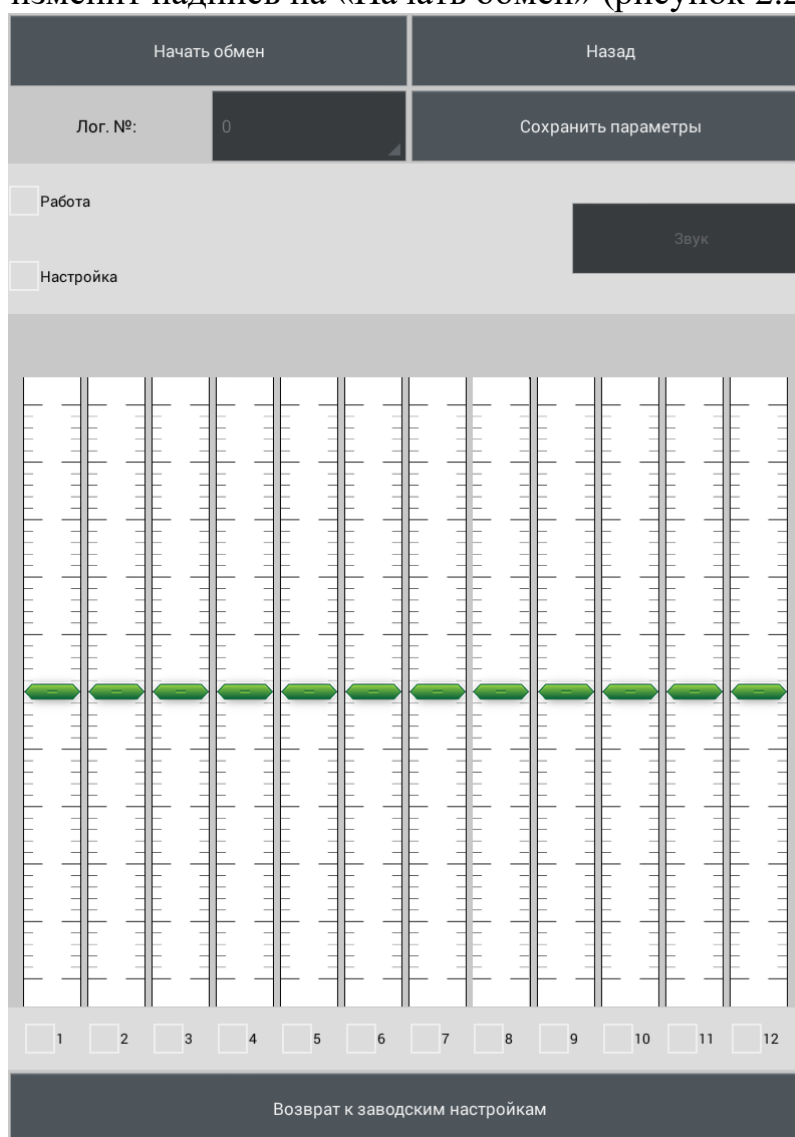 изменит надпись на «Начать обмен» (рисунок 2.2
Начать обмен Назад
Лог. №: 0 Сохранить параметры
Работа
Звук
Настройка
1 2 3 4 5 6 7 8 9 10 11 12
Возврат к заводским настройкам